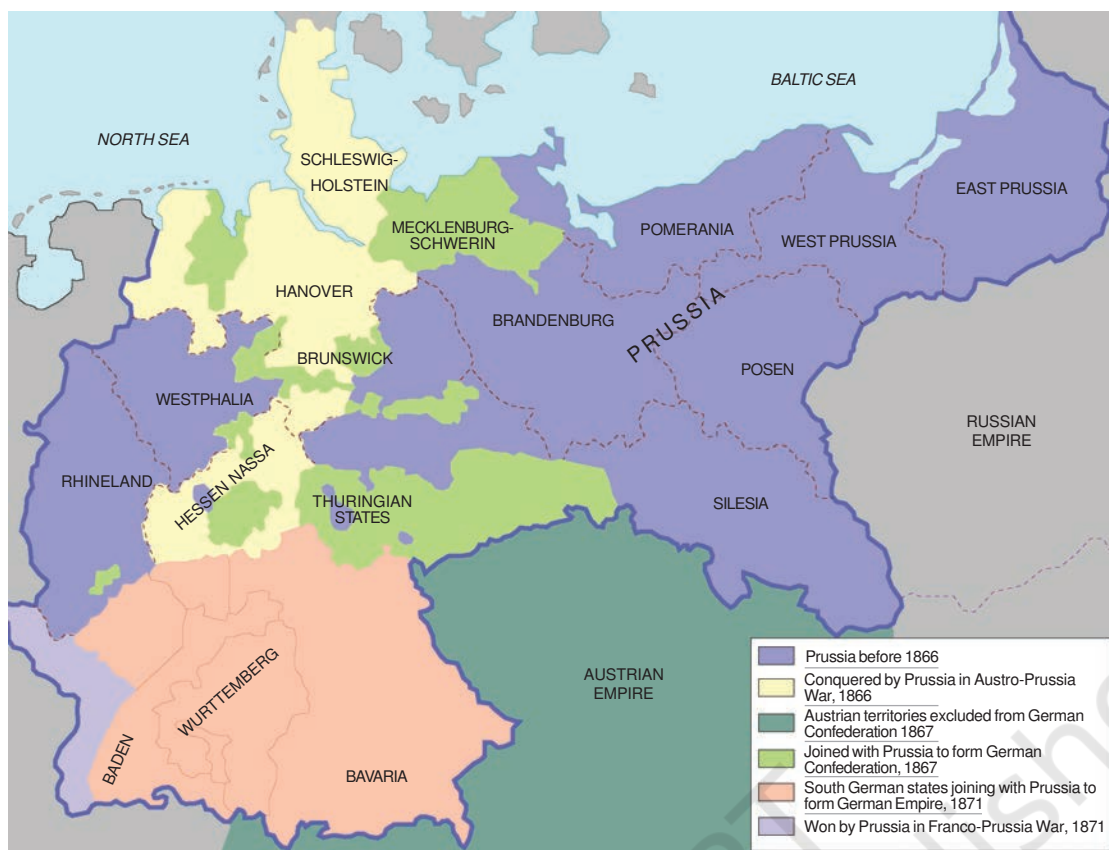 BALTIC SEA
NORTH SEA
SCHLESWIG-
HOLSTEIN
EAST PRUSSIA
MECKLENBURG-
SCHWERIN
POMERANIA
WEST PRUSSIA
HANOVER
BRANDENBURG
PRUSSIA
BRUNSWICK
POSEN
WESTPHALIA
RUSSIAN
EMPIRE
RHINELAND
HESSEN NASSA
THURINGIAN
STATES
SILESIA
AUSTRIAN
EMPIRE
WURTTEMBERG
BADEN
BAVARIA
Prussia before 1866
Conquered by Prussia in Austro-Prussia
War, 1866
Austrian territories excluded from German
Confederation 1867
Joined with Prussia to form German
Confederation, 1867
South German states joining with Prussia to
form German Empire, 1871
Won by Prussia in Franco-Prussia War, 1871